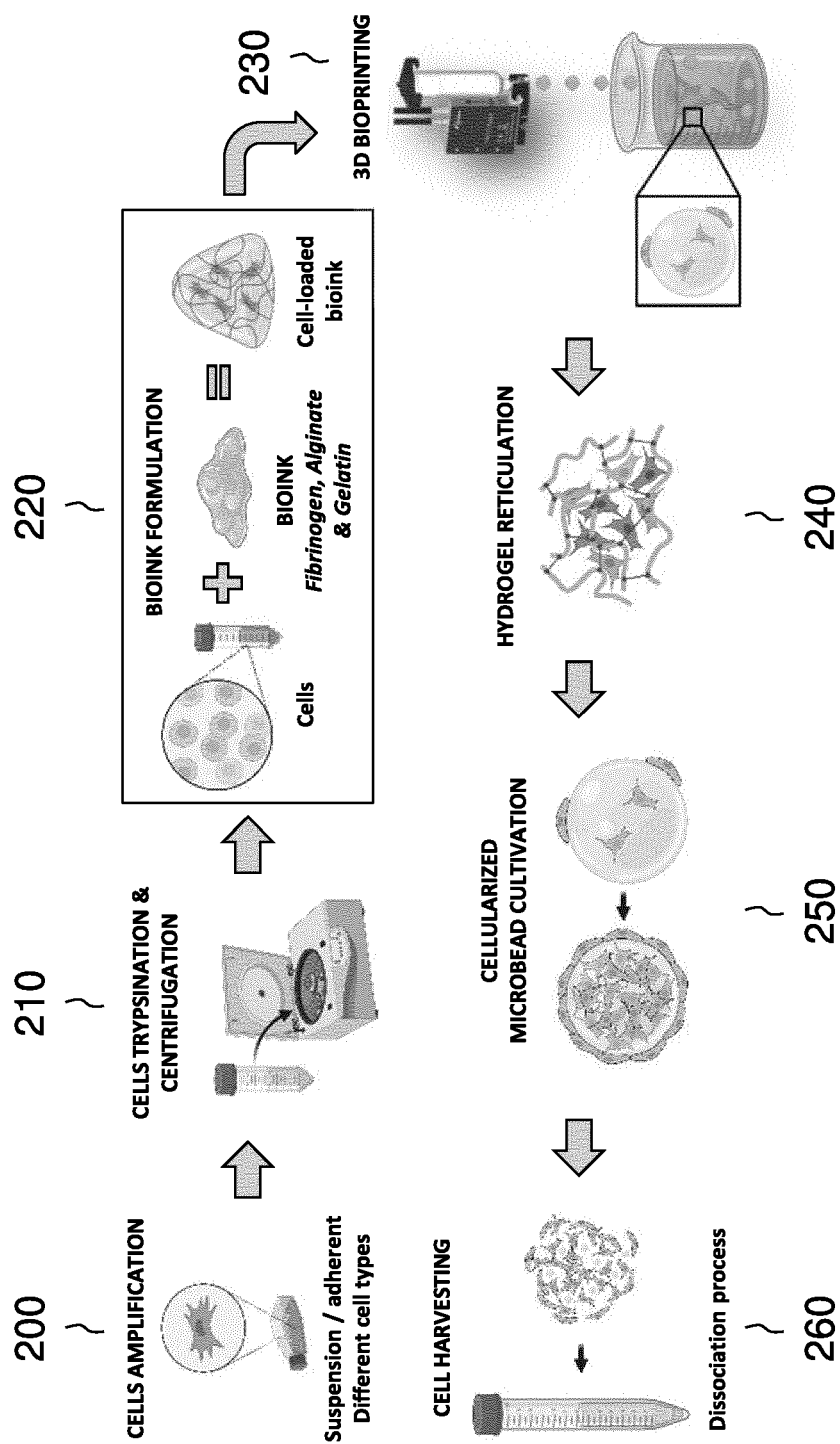 200
CELLS AMPLIFICATION
Suspension / adherent
Different cell types
210
CELLS TRYPSINATION &
CENTRIFUGATION
220
BIOINK FORMULATION
Cells
BIOINK
Fibrinogen, Alginate
& Gelatin
Cell-loaded
bioink
230
3D BIOPRINTING
HYDROGEL RETICULATION
240
CELLULARIZED
MICROBEAD CULTIVATION
250
CELL HARVESTING
Dissociation process
260